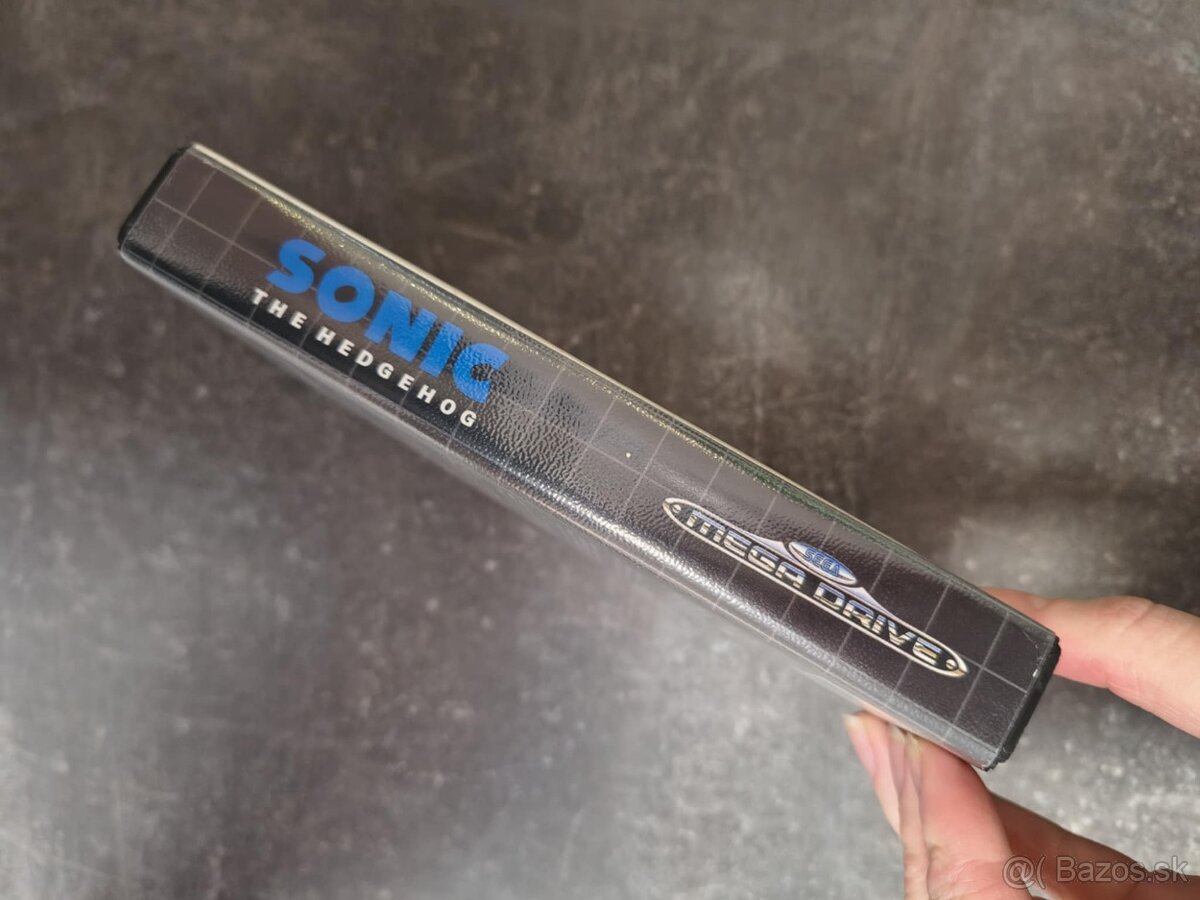 SONIC
THE HEDGEHOG
SEGA
MEGA DRIVE
@( Bazos.sk